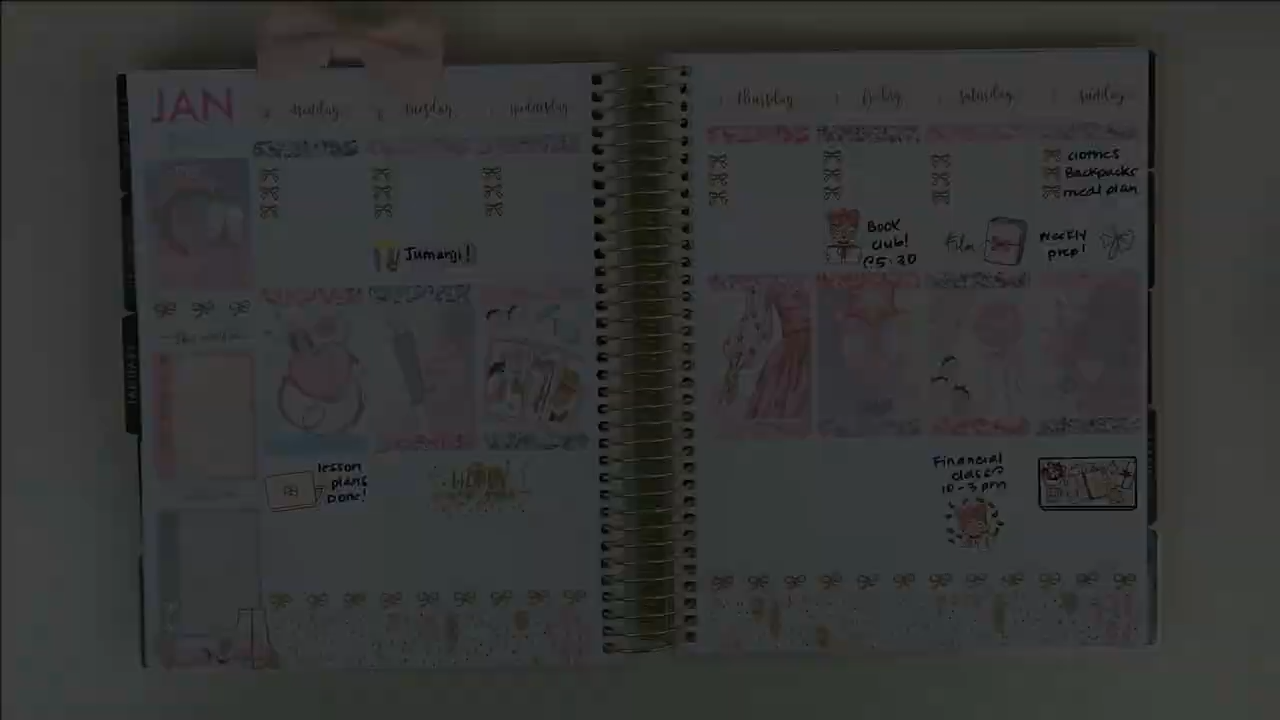 JAN
monday
tuesday
wednesday
thursday
friday
saturday
sunday
clothes
Backpacks
meal plan
Jumanji!
Book
club!
@5:30
Film
weekly
prep!
lesson
plans
Done!
Financial
class
10-3 pm
JANUARY